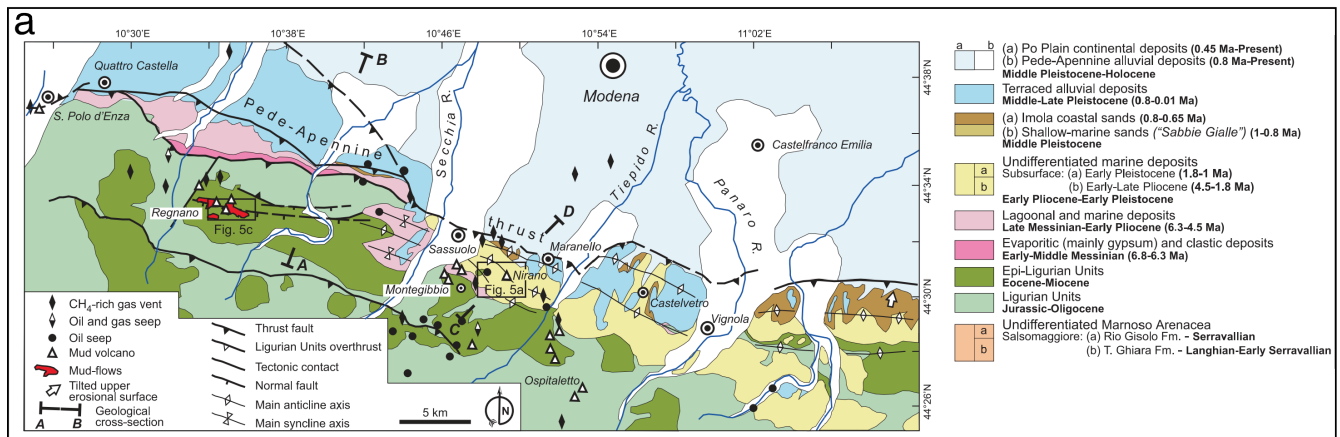 a
10°30'E 10°38'E 10°46'E 10°54'E 11°02'E
44°38'N
44°34'N
44°30'N
44°26'N
Quattro Castella
S. Polo d'Enza
B
Modena
Pede-Apennine
thrust
Secchia R.
Tiepido R.
Panaro R.
Castelfranco Emilia
Regnano
Fig. 5c
A
D
Maranello
Sassuolo
Nirano
Fig. 5a
Montegibbio
C
Castelvetro
Vignola
Ospitaletto
CH4-rich gas vent
Oil and gas seep
Oil seep
Mud volcano
Mud-flows
Tilted upper
erosional surface
Geological
cross-section
A B
Thrust fault
Ligurian Units overthrust
Tectonic contact
Normal fault
Main anticline axis
Main syncline axis
5 km
N
a b
(a) Po Plain continental deposits (0.45 Ma-Present)
(b) Pede-Apennine alluvial deposits (0.8 Ma-Present)
Middle Pleistocene-Holocene
Terraced alluvial deposits
Middle-Late Pleistocene (0.8-0.01 Ma)
(a) Imola coastal sands (0.8-0.65 Ma)
(b) Shallow-marine sands ("Sabbie Gialle") (1-0.8 Ma)
Middle Pleistocene
Undifferentiated marine deposits
a
Subsurface: (a) Early Pleistocene (1.8-1 Ma)
b
(b) Early-Late Pliocene (4.5-1.8 Ma)
Early Pliocene-Early Pleistocene
Lagoonal and marine deposits
Late Messinian-Early Pliocene (6.3-4.5 Ma)
Evaporitic (mainly gypsum) and clastic deposits
Early-Middle Messinian (6.8-6.3 Ma)
Epi-Ligurian Units
Eocene-Miocene
Ligurian Units
Jurassic-Oligocene
Undifferentiated Marnoso Arenacea
a
Salsomaggiore: (a) Rio Gisolo Fm. - Serravallian
b
(b) T. Ghiara Fm. - Langhian-Early Serravallian